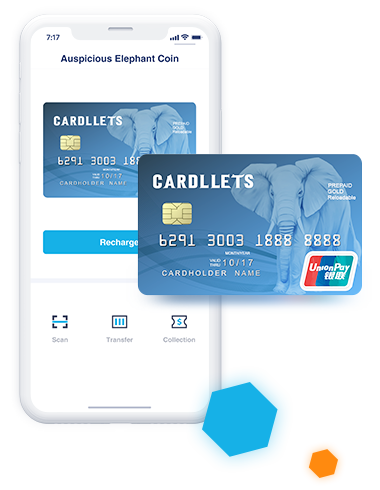 7:17
Auspicious Elephant Coin
CARDLLETS
PREPAID
GOLD
Reloadable
6291 3003 1888
VALID
THRU
10/17
CARDHOLDER NAME
Recharge
CARDLLETS
PREPAID
GOLD
Reloadable
6291 3003 1888 8888
MONTH/YEAR
VALID
THRU
10/17
CARDHOLDER NAME
UnionPay
银联
Scan
Transfer
Collection